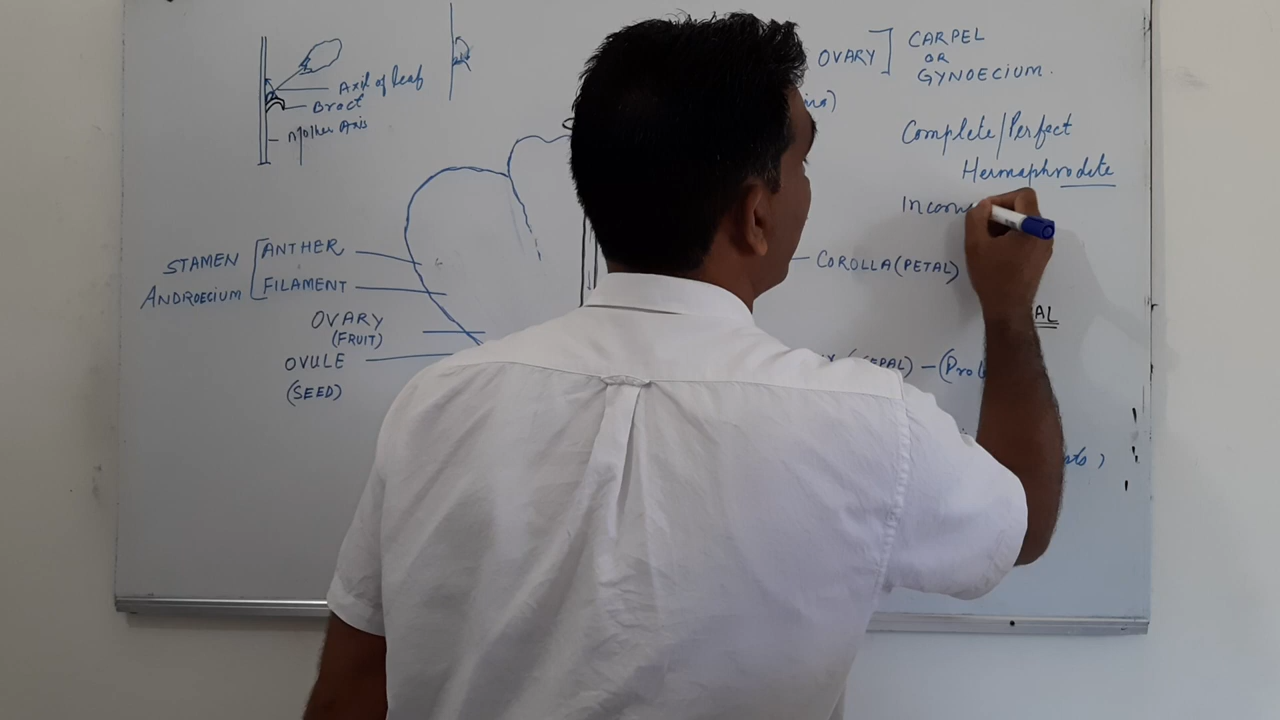 Axil of leaf
Bract
Mother Axis
OVARY
CARPEL
OR
GYNOECIUM.
Complete/Perfect
Hermaphrodite
STAMEN
ANDROECIUM
ANTHER
FILAMENT
OVARY
(FRUIT)
OVULE
(SEED)
COROLLA(PETAL)